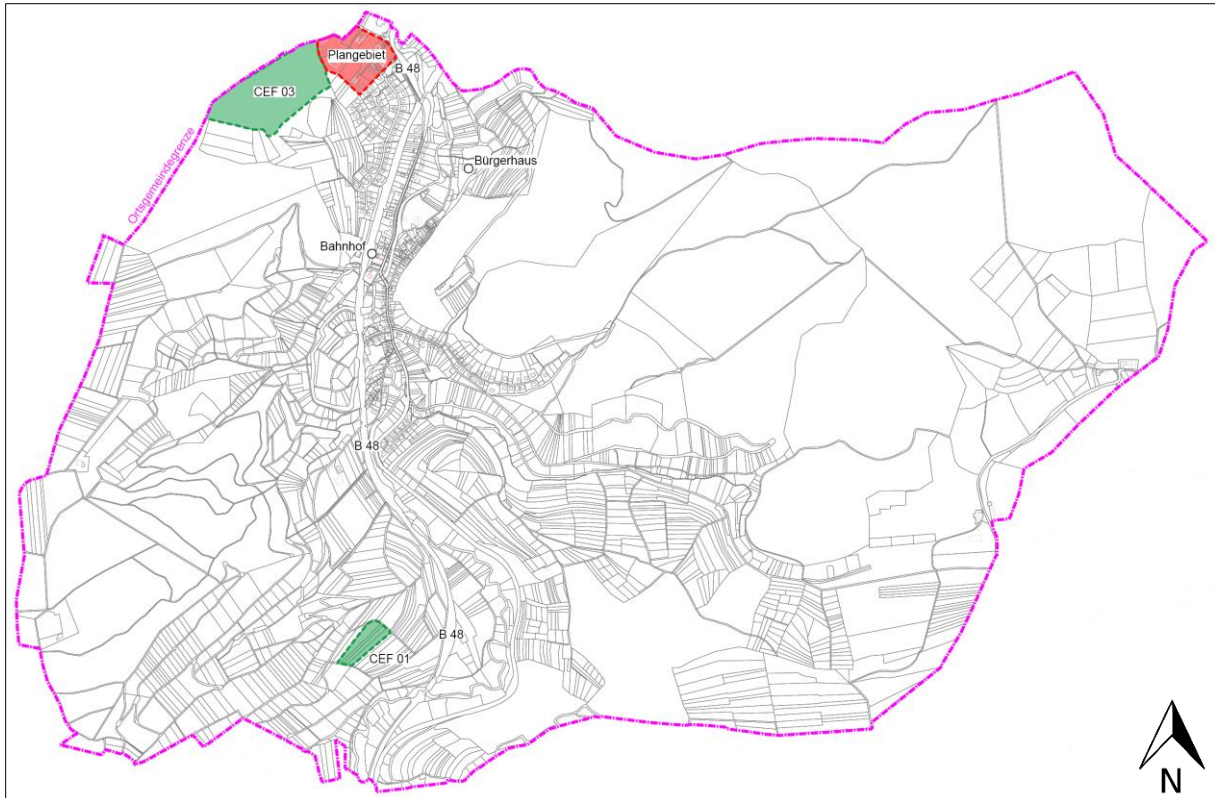 Plangebiet
B 48
CEF 03
Ortsgemeindegrenze
Bürgerhaus
Bahnhof
B 48
B 48
CEF 01
N